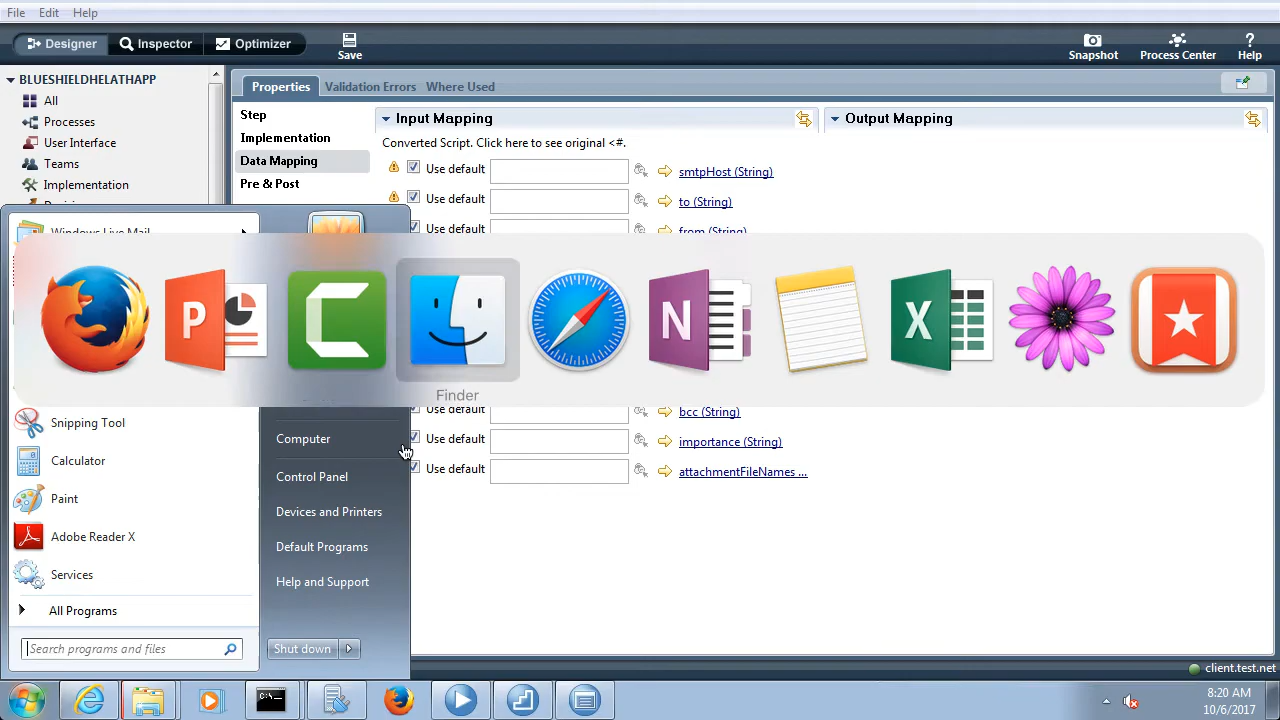 File Edit Help
Designer Inspector Optimizer Save Snapshot Process Center Help
BLUESHIELDHELATHAPP
All
Processes
User Interface
Teams
Implementation
Properties Validation Errors Where Used
Step
Implementation
Data Mapping
Pre & Post
Input Mapping
Output Mapping
Converted Script. Click here to see original <#.
Use default smtpHost (String)
Use default to (String)
Use default from (String)
Windows Live Mail
Finder
Use default bcc (String)
Use default importance (String)
Use default attachmentFileNames ...
Snipping Tool
Calculator
Paint
Adobe Reader X
Services
All Programs
Search programs and files
Computer
Control Panel
Devices and Printers
Default Programs
Help and Support
Shut down
client.test.net
8:20 AM
10/6/2017